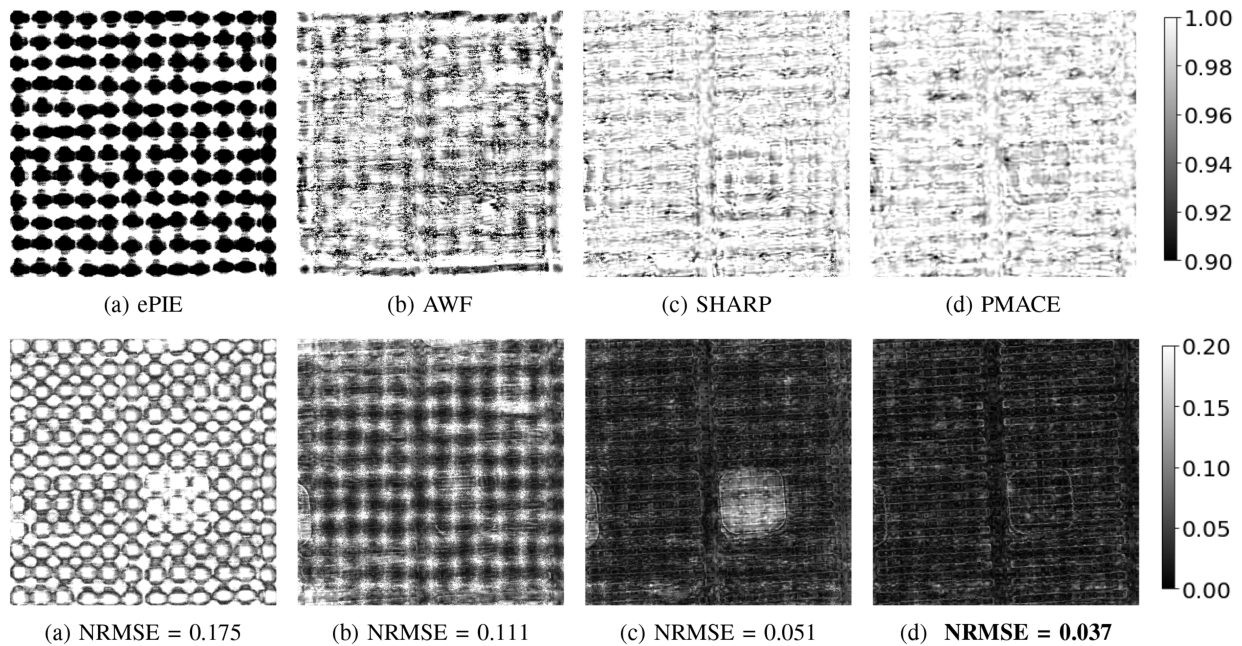 1.00
0.98
0.96
0.94
0.92
0.90
(a) ePIE
(b) AWF
(c) SHARP
(d) PMACE
0.20
0.15
0.10
0.05
0.00
(a) NRMSE = 0.175
(b) NRMSE = 0.111
(c) NRMSE = 0.051
(d) NRMSE = 0.037